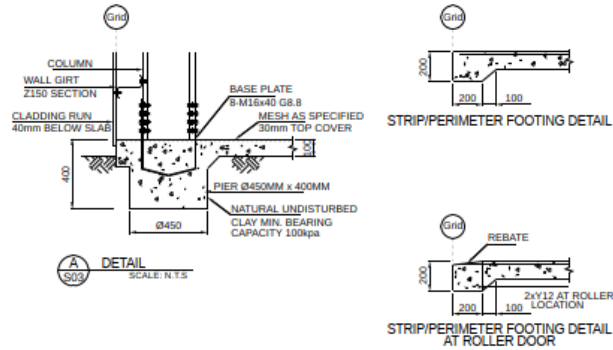 Grid
COLUMN
WALL GIRT
Z150 SECTION
CLADDING RUN
40mm BELOW SLAB
BASE PLATE
8-M16x40 G8.8
MESH AS SPECIFIED
30mm TOP COVER
100
400
PIER Ø450MM x 400MM
NATURAL UNDISTURBED
CLAY MIN. BEARING
CAPACITY 100kpa
Ø450
A
S03
DETAIL
SCALE: N.T.S
Grid
200
200
100
STRIP/PERIMETER FOOTING DETAIL
Grid
REBATE
200
2xY12 AT ROLLER
LOCATION
200
100
STRIP/PERIMETER FOOTING DETAIL
AT ROLLER DOOR